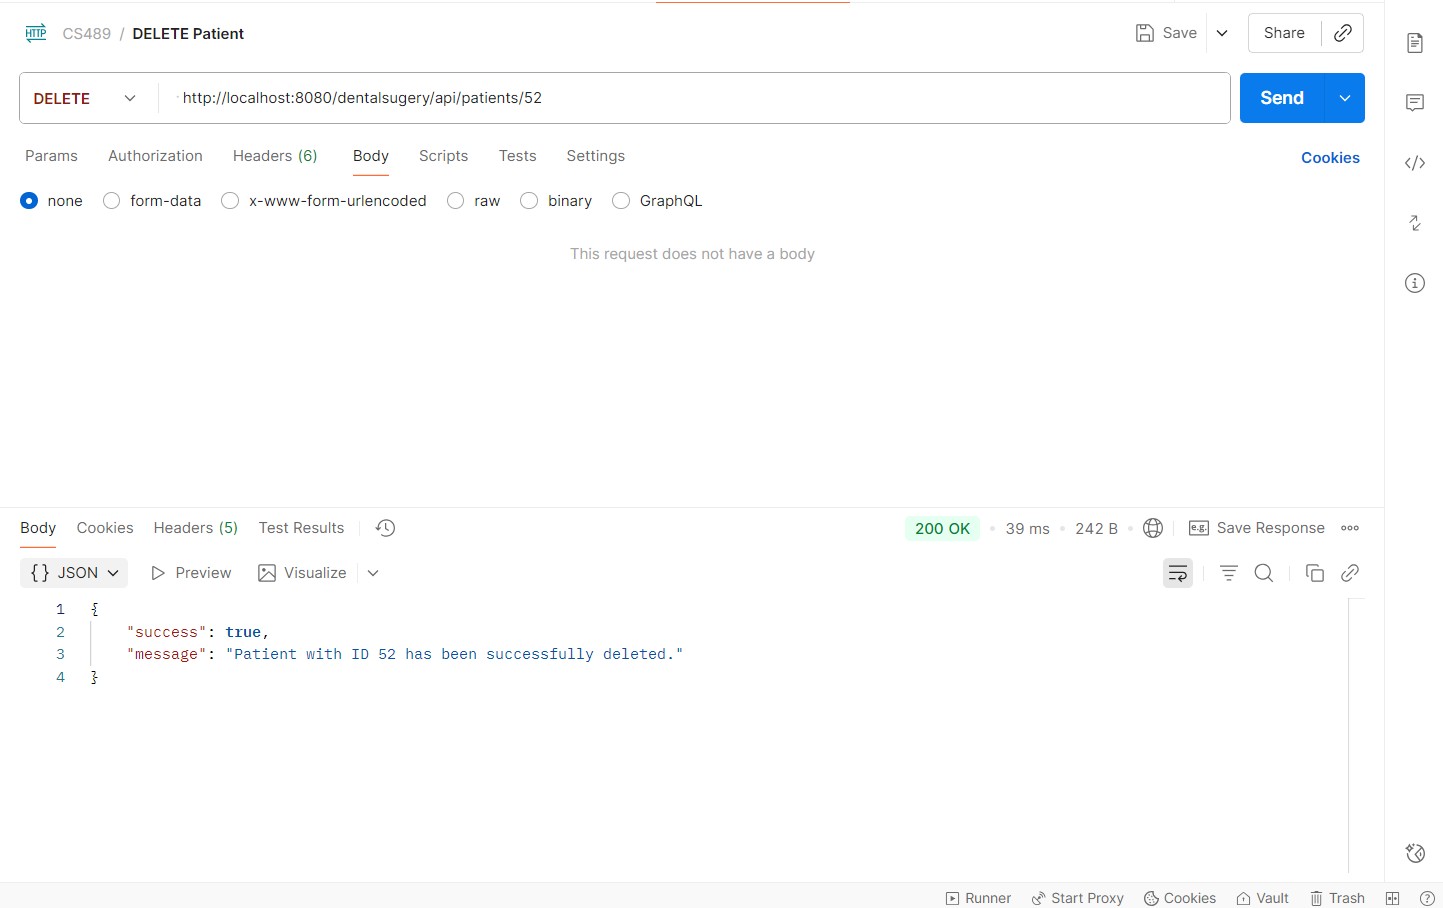 HTTP CS489 / DELETE Patient Save Share
DELETE http://localhost:8080/dentalsugery/api/patients/52 Send
Params Authorization Headers (6) Body Scripts Tests Settings Cookies
none form-data x-www-form-urlencoded raw binary GraphQL
This request does not have a body
Body Cookies Headers (5) Test Results 200 OK • 39 ms • 242 B • e.g. Save Response
{} JSON Preview Visualize
1 {
2 "success": true,
3 "message": "Patient with ID 52 has been successfully deleted."
4 }
Runner Start Proxy Cookies Vault Trash